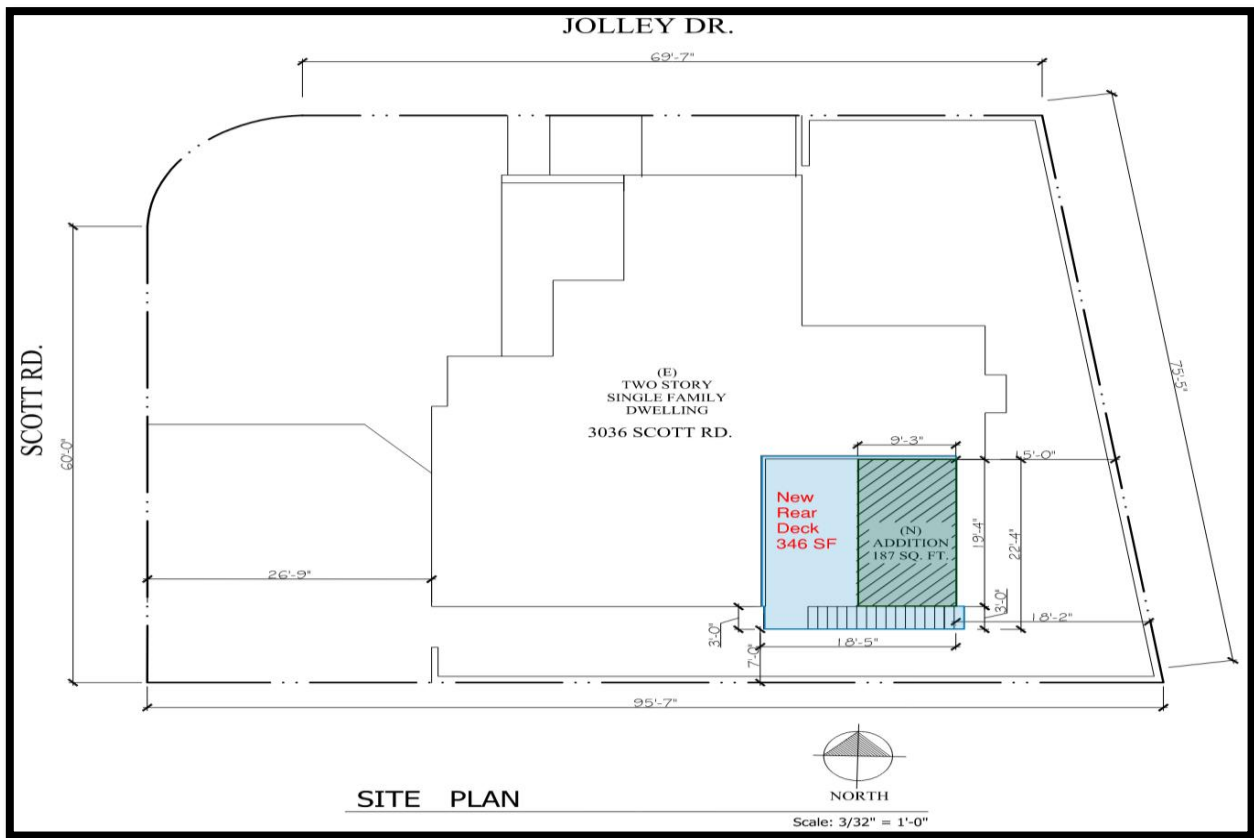 JOLLEY DR.
69'-7"
SCOTT RD.
60'-0"
75'-5"
(E)
TWO STORY
SINGLE FAMILY
DWELLING
3036 SCOTT RD.
9'-3"
15'-0"
New
Rear
Deck
346 SF
(N)
ADDITION
187 SQ. FT.
19'-4"
22'-4"
26'-9"
3'-0"
3'-0"
18'-2"
18'-5"
7'-0"
95'-7"
NORTH
SITE PLAN
Scale: 3/32" = 1'-0"